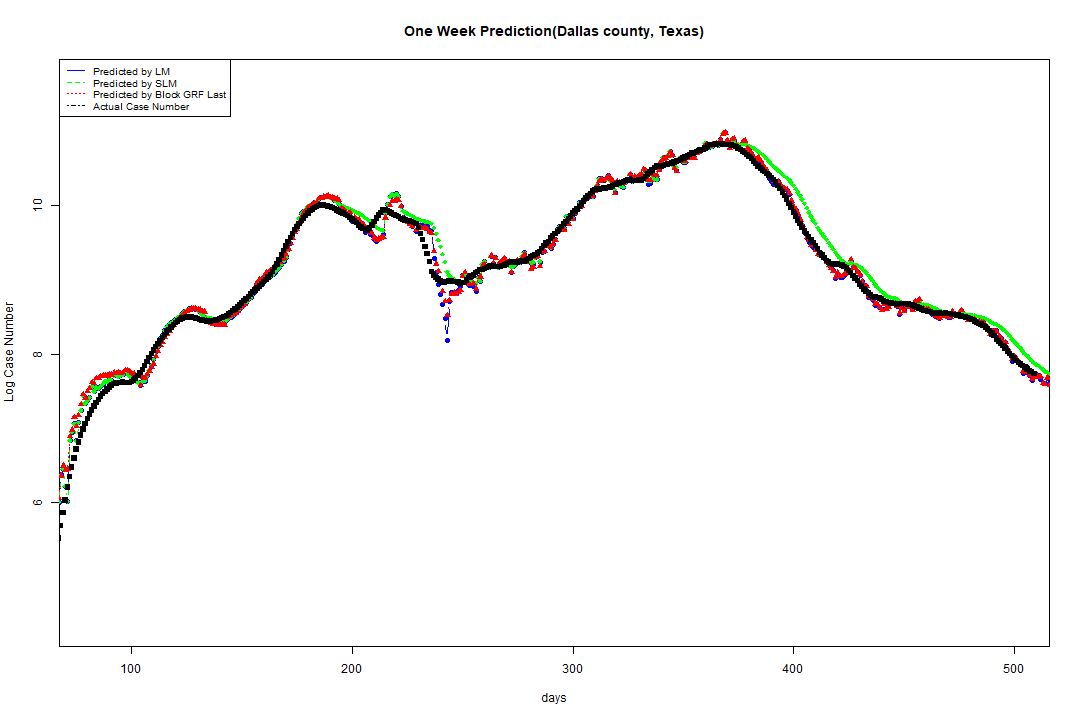 One Week Prediction(Dallas county, Texas)
Predicted by LM
Predicted by SLM
Predicted by Block GRF Last
Actual Case Number
10
8
6
Log Case Number
100 200 300 400 500
days